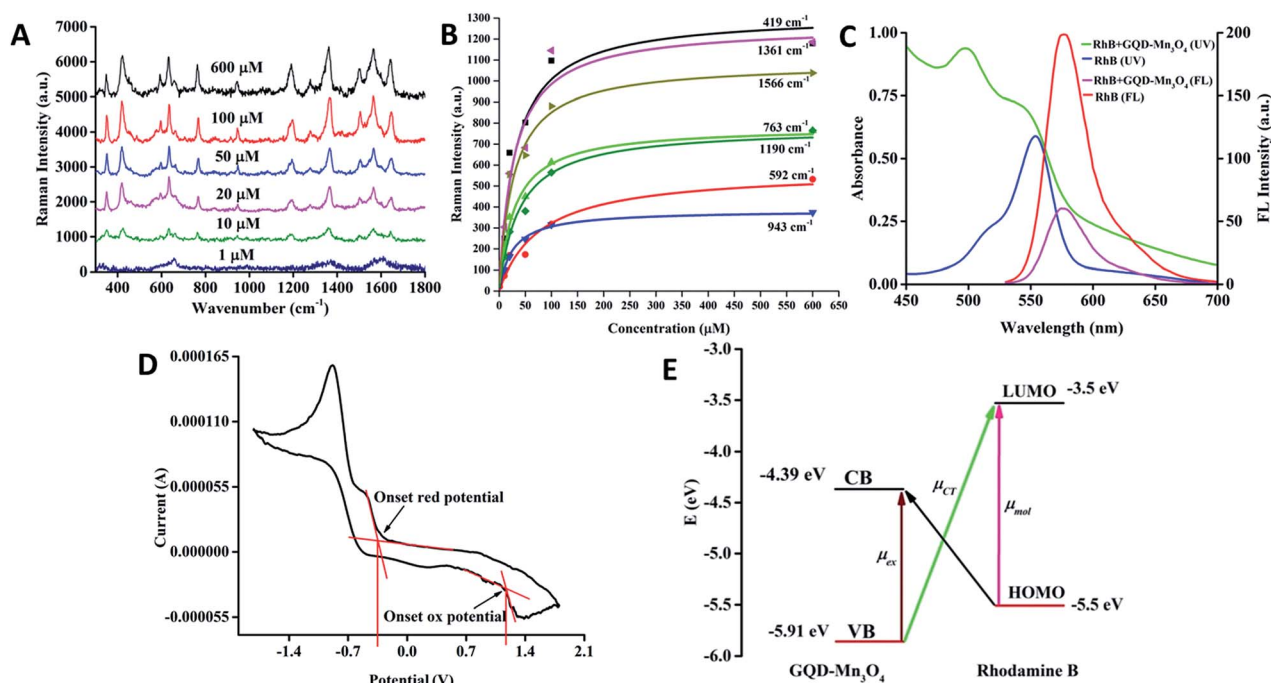 A
7000
6000
5000
4000
3000
2000
1000
0
Raman Intensity (a.u.)
600 μM
100 μM
50 μM
20 μM
10 μM
1 μM
400 600 800 1000 1200 1400 1600 1800
Wavenumber (cm-1)
B
1300
1200
1100
1000
900
800
700
600
500
400
300
200
100
0
Raman Intensity (a.u.)
419 cm-1
1361 cm-1
1566 cm-1
763 cm-1
1190 cm-1
592 cm-1
943 cm-1
0 50 100 150 200 250 300 350 400 450 500 550 600 650
Concentration (μM)
C
1.00
0.75
0.50
0.25
0.00
Absorbance
RhB+GQD-Mn3O4 (UV)
RhB (UV)
RhB+GQD-Mn3O4 (FL)
RhB (FL)
200
150
100
50
0
FL Intensity (a.u.)
450 500 550 600 650 700
Wavelength (nm)
D
0.000165
0.000110
0.000055
0.000000
-0.000055
Current (A)
Onset red potential
Onset ox potential
-1.4 -0.7 0.0 0.7 1.4 2.1
Potential (V)
E
-3.0
-3.5
-4.0
-4.5
-5.0
-5.5
-6.0
E (eV)
LUMO -3.5 eV
-4.39 eV CB
μCT
μmol
μex
HOMO -5.5 eV
-5.91 eV VB
GQD-Mn3O4 Rhodamine B